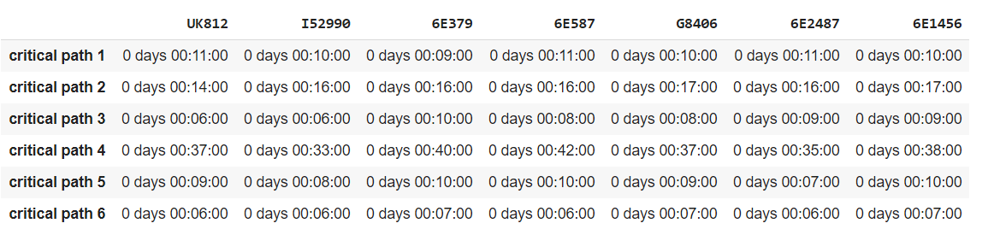 UK812 I52990 6E379 6E587 G8406 6E2487 6E1456
critical path 1 0 days 00:11:00 0 days 00:10:00 0 days 00:09:00 0 days 00:11:00 0 days 00:10:00 0 days 00:11:00 0 days 00:10:00
critical path 2 0 days 00:14:00 0 days 00:16:00 0 days 00:16:00 0 days 00:16:00 0 days 00:17:00 0 days 00:16:00 0 days 00:17:00
critical path 3 0 days 00:06:00 0 days 00:06:00 0 days 00:10:00 0 days 00:08:00 0 days 00:08:00 0 days 00:09:00 0 days 00:09:00
critical path 4 0 days 00:37:00 0 days 00:33:00 0 days 00:40:00 0 days 00:42:00 0 days 00:37:00 0 days 00:35:00 0 days 00:38:00
critical path 5 0 days 00:09:00 0 days 00:08:00 0 days 00:10:00 0 days 00:10:00 0 days 00:09:00 0 days 00:07:00 0 days 00:10:00
critical path 6 0 days 00:06:00 0 days 00:06:00 0 days 00:07:00 0 days 00:06:00 0 days 00:07:00 0 days 00:06:00 0 days 00:07:00